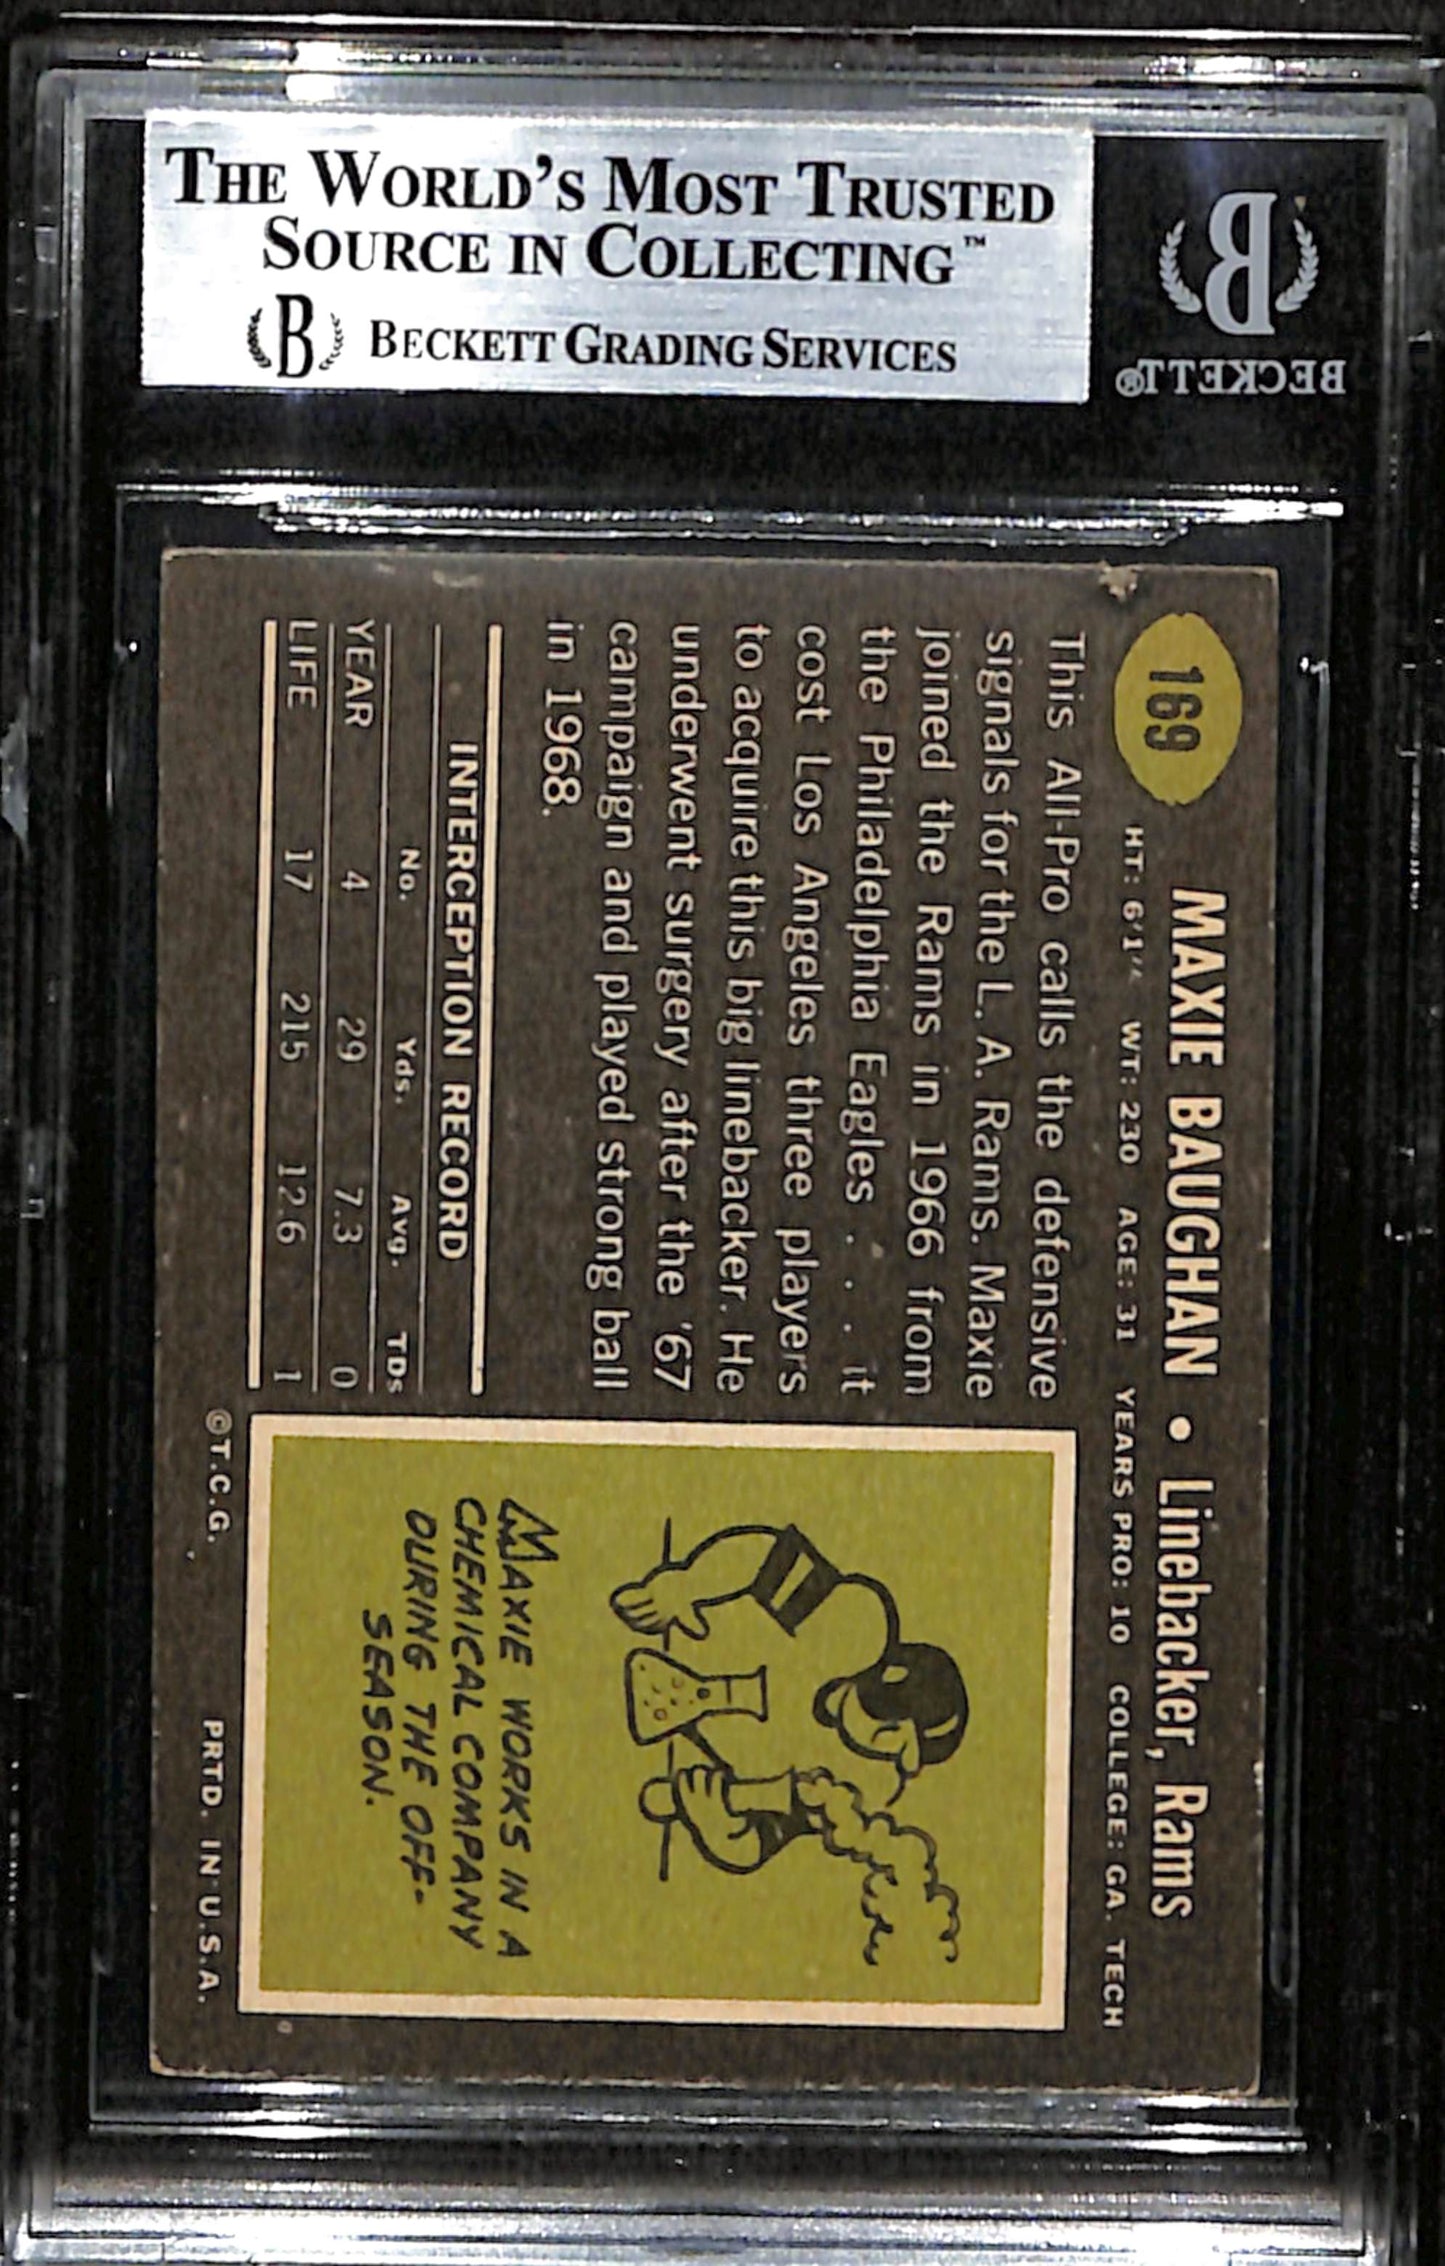 THE WORLD'S MOST TRUSTED
SOURCE IN COLLECTING™
B BECKETT GRADING SERVICES
B
BECKETT®
169
MAXIE BAUGHAN • Linebacker, Rams
HT: 6'1" WT: 230 AGE: 31 YEARS PRO: 10 COLLEGE: GA. TECH
This All-Pro calls the defensive
signals for the L. A. Rams. Maxie
joined the Rams in 1966 from
the Philadelphia Eagles . . . it
cost Los Angeles three players
to acquire this big linebacker. He
underwent surgery after the '67
campaign and played strong ball
in 1968.
INTERCEPTION RECORD
No. Yds. Avg. TDs
YEAR 4 29 7.3 0
LIFE 17 215 12.6 1
MAXIE WORKS IN A
CHEMICAL COMPANY
DURING THE OFF-
SEASON.
©T.C.G. PRTD. IN U.S.A.